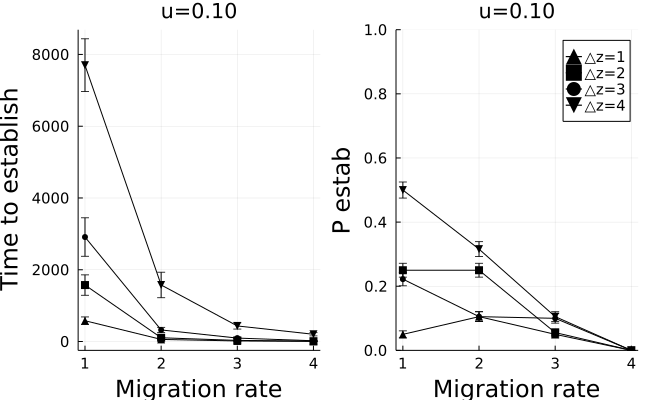 u=0.10
Time to establish
8000
6000
4000
2000
0
1 2 3 4
Migration rate
u=0.10
P estab
1.0
0.8
0.6
0.4
0.2
0.0
1 2 3 4
Migration rate
△z=1
△z=2
△z=3
△z=4